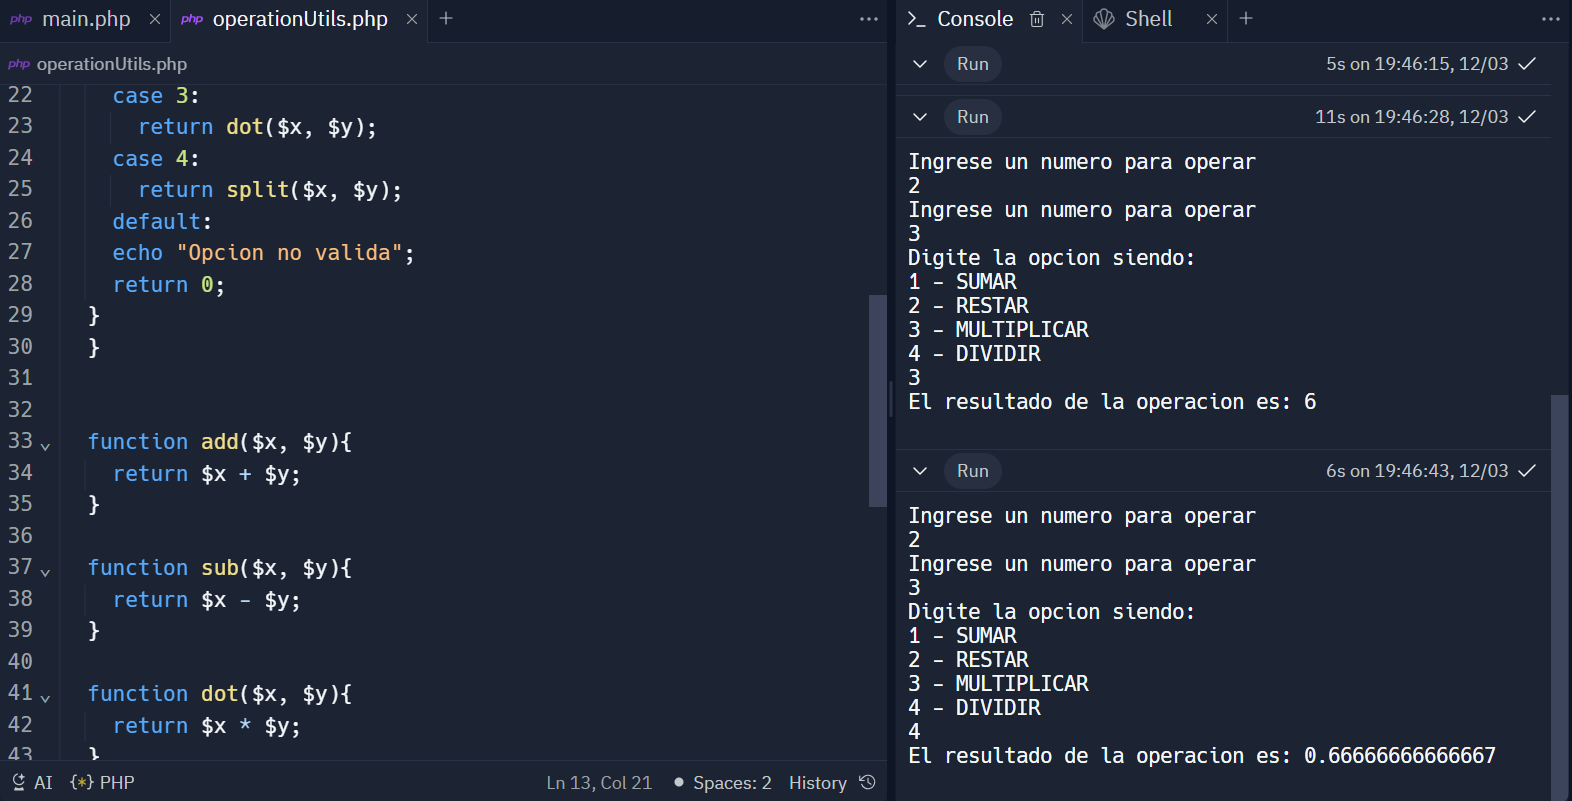 php main.php × php operationUtils.php × + ...
php operationUtils.php
22 case 3:
23 return dot($x, $y);
24 case 4:
25 return split($x, $y);
26 default:
27 echo "Opcion no valida";
28 return 0;
29 }
30 }
31
32
33 function add($x, $y){
34 return $x + $y;
35 }
36
37 function sub($x, $y){
38 return $x - $y;
39 }
40
41 function dot($x, $y){
42 return $x * $y;
43 }
AI {*} PHP Ln 13, Col 21 • Spaces: 2 History
>_ Console × Shell × + ...
Run 5s on 19:46:15, 12/03
Run 11s on 19:46:28, 12/03
Ingrese un numero para operar
2
Ingrese un numero para operar
3
Digite la opcion siendo:
1 - SUMAR
2 - RESTAR
3 - MULTIPLICAR
4 - DIVIDIR
3
El resultado de la operacion es: 6
Run 6s on 19:46:43, 12/03
Ingrese un numero para operar
2
Ingrese un numero para operar
3
Digite la opcion siendo:
1 - SUMAR
2 - RESTAR
3 - MULTIPLICAR
4 - DIVIDIR
4
El resultado de la operacion es: 0.66666666666667